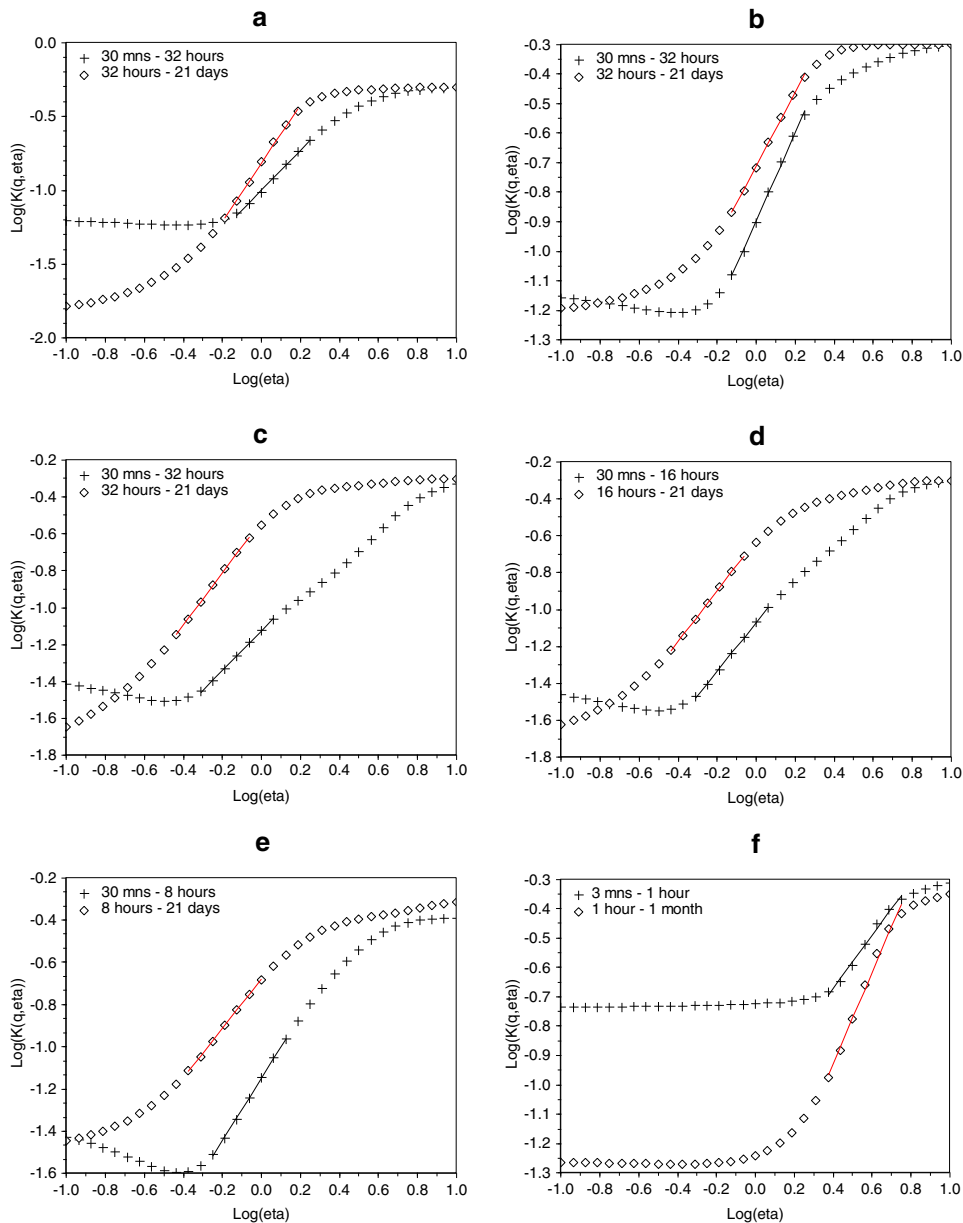 a
30 mns - 32 hours
32 hours - 21 days
Log(K(q,eta))
0.0
-0.5
-1.0
-1.5
-2.0
-1.0 -0.8 -0.6 -0.4 -0.2 0.0 0.2 0.4 0.6 0.8 1.0
Log(eta)
b
30 mns - 32 hours
32 hours - 21 days
Log(K(q,eta))
-0.3
-0.4
-0.5
-0.6
-0.7
-0.8
-0.9
-1.0
-1.1
-1.2
-1.3
-1.0 -0.8 -0.6 -0.4 -0.2 0.0 0.2 0.4 0.6 0.8 1.0
Log(eta)
c
30 mns - 32 hours
32 hours - 21 days
Log(K(q,eta))
-0.2
-0.4
-0.6
-0.8
-1.0
-1.2
-1.4
-1.6
-1.8
-1.0 -0.8 -0.6 -0.4 -0.2 0.0 0.2 0.4 0.6 0.8 1.0
Log(eta)
d
30 mns - 16 hours
16 hours - 21 days
Log(K(q,eta))
-0.2
-0.4
-0.6
-0.8
-1.0
-1.2
-1.4
-1.6
-1.8
-1.0 -0.8 -0.6 -0.4 -0.2 0.0 0.2 0.4 0.6 0.8 1.0
Log(eta)
e
30 mns - 8 hours
8 hours - 21 days
Log(K(q,eta))
-0.2
-0.4
-0.6
-0.8
-1.0
-1.2
-1.4
-1.6
-1.0 -0.8 -0.6 -0.4 -0.2 0.0 0.2 0.4 0.6 0.8 1.0
Log(eta)
f
3 mns - 1 hour
1 hour - 1 month
Log(K(q,eta))
-0.3
-0.4
-0.5
-0.6
-0.7
-0.8
-0.9
-1.0
-1.1
-1.2
-1.3
-1.0 -0.8 -0.6 -0.4 -0.2 0.0 0.2 0.4 0.6 0.8 1.0
Log(eta)